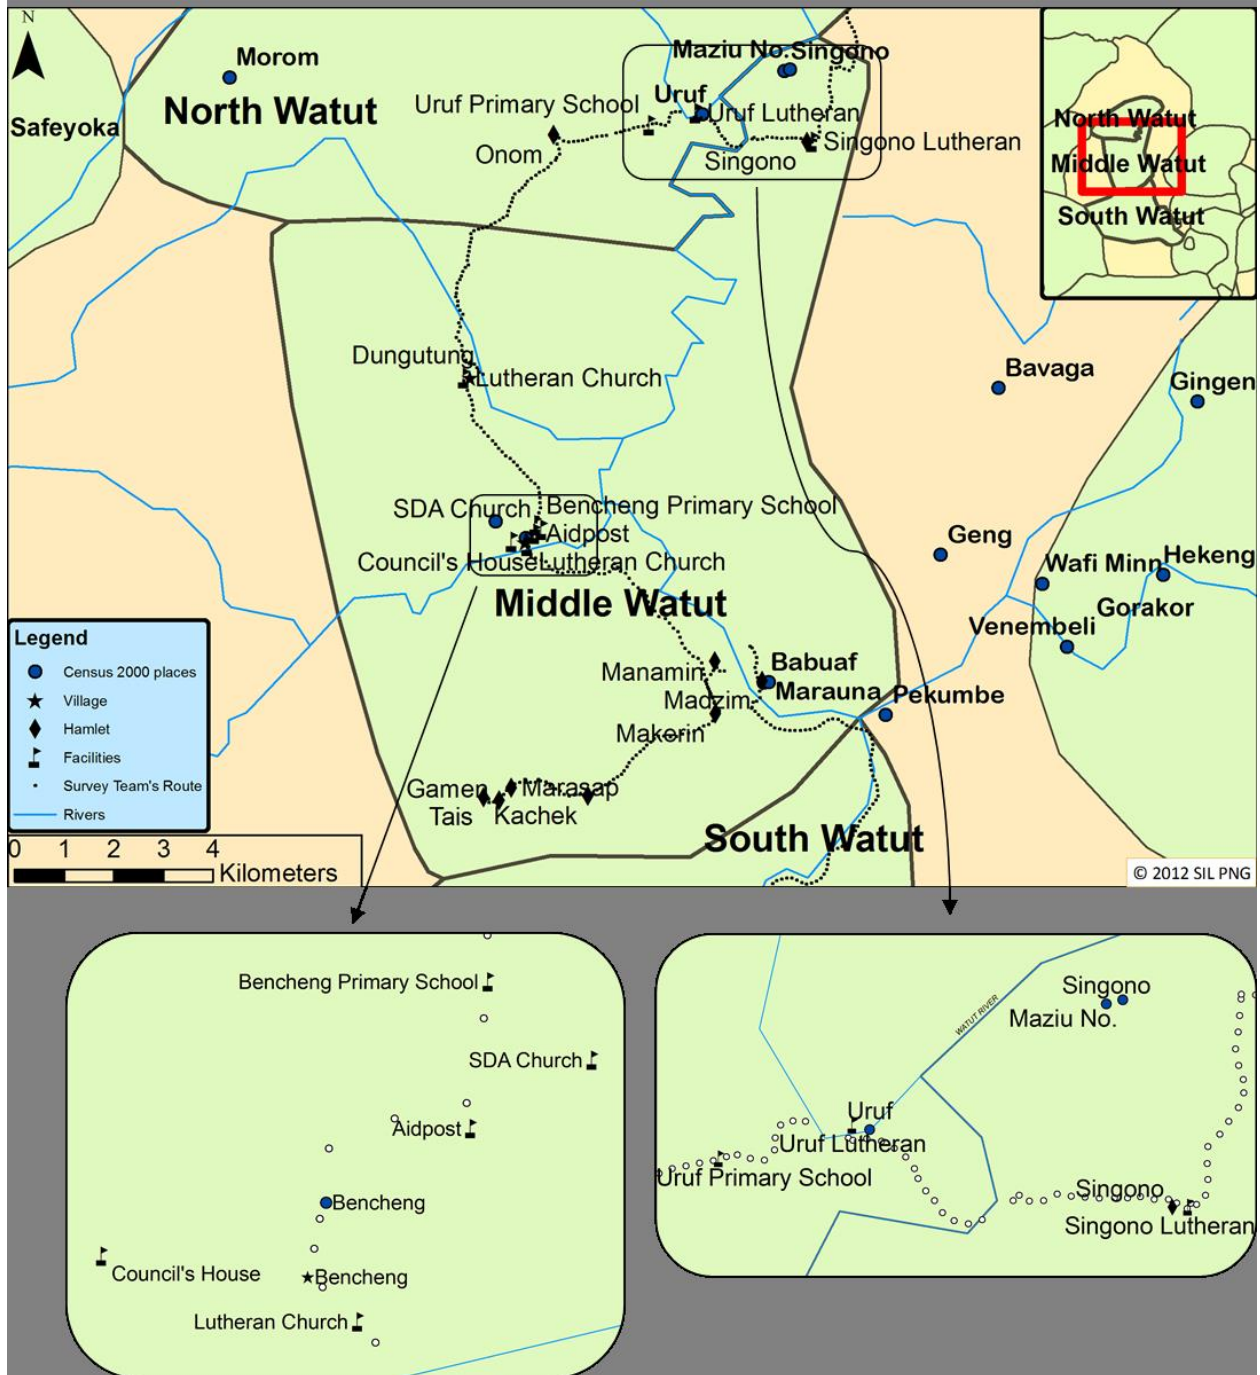 N
Morom
North Watut
Safeyoka
Maziu No.
Singono
Uruf Primary School
Uruf
Uruf Lutheran
Onom
Singono
Singono Lutheran
North Watut
Middle Watut
South Watut
Dungutung
Lutheran Church
Bavaga
Gingen
SDA Church
Bencheng Primary School
Aidpost
Council's House
Lutheran Church
Geng
Wafi Minn
Hekeng
Gorakor
Middle Watut
Venembeli
Manamin
Babuaf
Madzim
Marauna
Pekumbe
Makerin
Gamen
Marasap
Tais
Kachek
South Watut
Legend
Census 2000 places
Village
Hamlet
Facilities
Survey Team's Route
Rivers
0 1 2 3 4
Kilometers
© 2012 SIL PNG
Bencheng Primary School
SDA Church
Aidpost
Bencheng
Council's House
Bencheng
Lutheran Church
Singono
Maziu No.
WATUT RIVER
Uruf
Uruf Lutheran
Uruf Primary School
Singono
Singono Lutheran